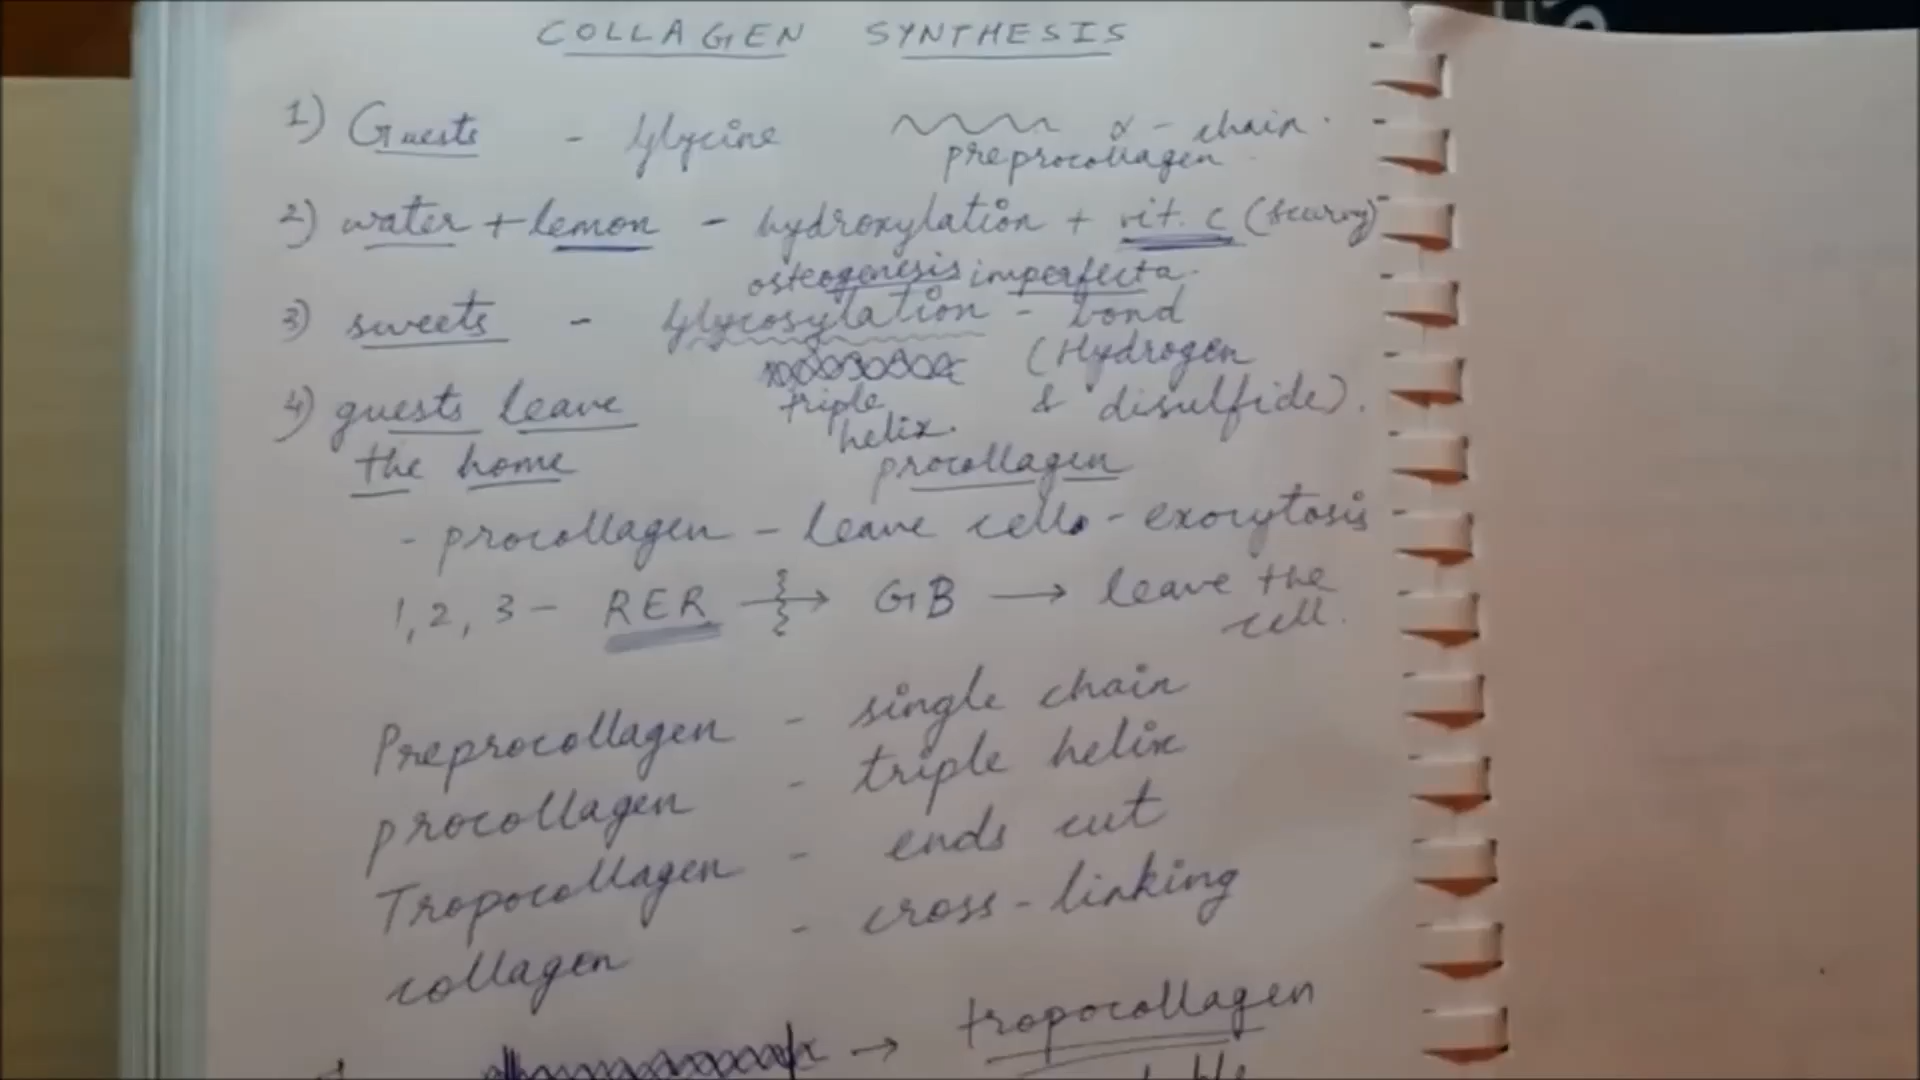 COLLAGEN SYNTHESIS
1) Guests - Glycine α - chain
preprocollagen
2) water + lemon - hydroxylation + vit. C (scurvy)
osteogenesis imperfecta.
3) sweets - Glycosylation - bond
(Hydrogen
4) guests leave triple & disulfide).
helix.
the home procollagen
- procollagen - leave cell - exocytosis
1, 2, 3 - RER → GB → leave the
cell.
Preprocollagen - single chain
procollagen - triple helix
Tropocollagen - ends cut
collagen - cross-linking
→ tropocollagen